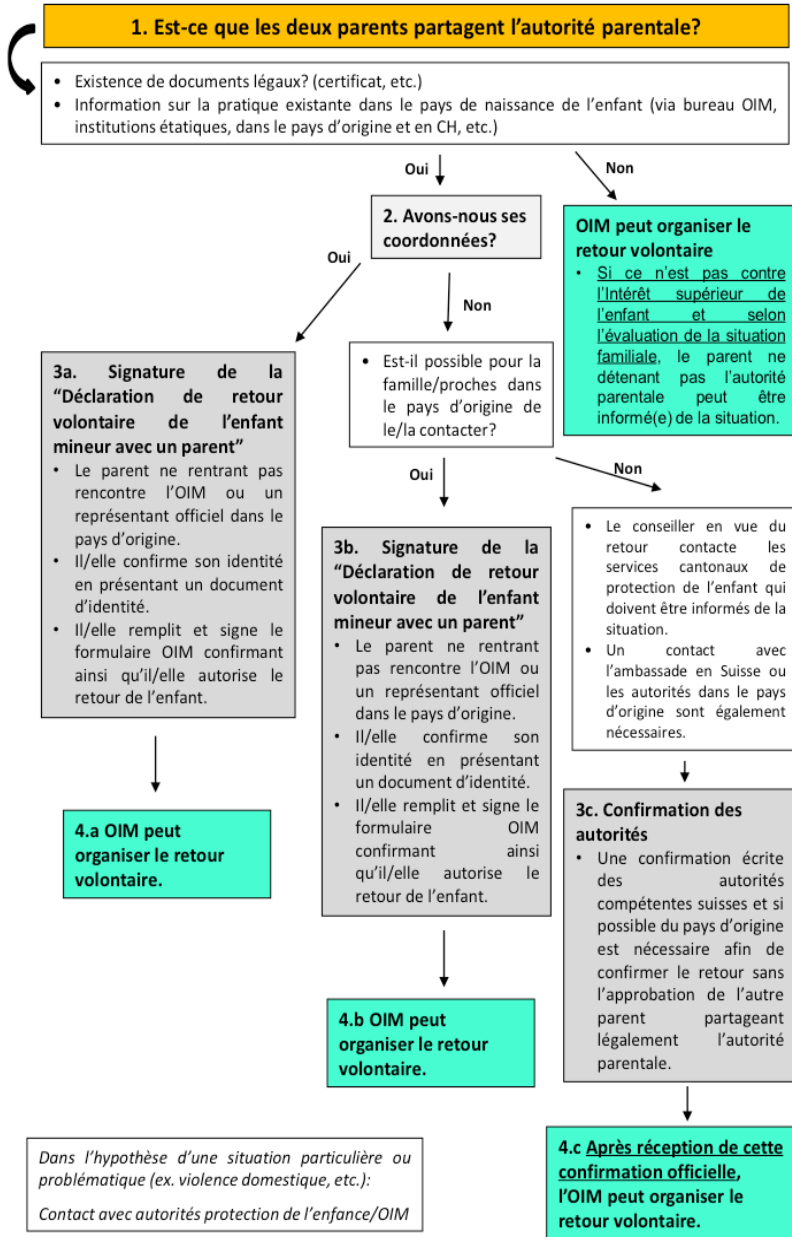 1. Est-ce que les deux parents partagent l’autorité parentale?
• Existence de documents légaux? (certificat, etc.)
• Information sur la pratique existante dans le pays de naissance de l’enfant (via bureau OIM,
institutions étatiques, dans le pays d’origine et en CH, etc.)
Oui
Non
2. Avons-nous ses
coordonnées?
OIM peut organiser le
retour volontaire
• Si ce n’est pas contre
l’Intérêt supérieur de
l’enfant et selon
l’évaluation de la situation
familiale, le parent ne
détenant pas l’autorité
parentale peut être
informé(e) de la situation.
Oui
Non
3a. Signature de la
“Déclaration de retour
volontaire de l’enfant
mineur avec un parent”
• Le parent ne rentrant pas
rencontre l’OIM ou un
représentant officiel dans le
pays d’origine.
• Il/elle confirme son identité
en présentant un document
d’identité.
• Il/elle remplit et signe le
formulaire OIM confirmant
ainsi qu’il/elle autorise le
retour de l’enfant.
• Est-il possible pour la
famille/proches dans
le pays d’origine de
le/la contacter?
Oui
Non
3b. Signature de la
“Déclaration de retour
volontaire de l’enfant
mineur avec un parent”
• Le parent ne rentrant
pas rencontre l’OIM ou
un représentant officiel
dans le pays d’origine.
• Il/elle confirme son
identité en présentant
un document d’identité.
• Il/elle remplit et signe le
formulaire OIM
confirmant ainsi
qu’il/elle autorise le
retour de l’enfant.
• Le conseiller en vue du
retour contacte les
services cantonaux de
protection de l’enfant qui
doivent être informés de la
situation.
• Un contact avec
l’ambassade en Suisse ou
les autorités dans le pays
d’origine sont également
nécessaires.
4.a OIM peut
organiser le retour
volontaire.
3c. Confirmation des
autorités
• Une confirmation écrite
des autorités
compétentes suisses et si
possible du pays d’origine
est nécessaire afin de
confirmer le retour sans
l’approbation de l’autre
parent partageant
légalement l’autorité
parentale.
4.b OIM peut
organiser le retour
volontaire.
4.c Après réception de cette
confirmation officielle,
l’OIM peut organiser le
retour volontaire.
Dans l’hypothèse d’une situation particulière ou
problématique (ex. violence domestique, etc.):
Contact avec autorités protection de l’enfance/OIM